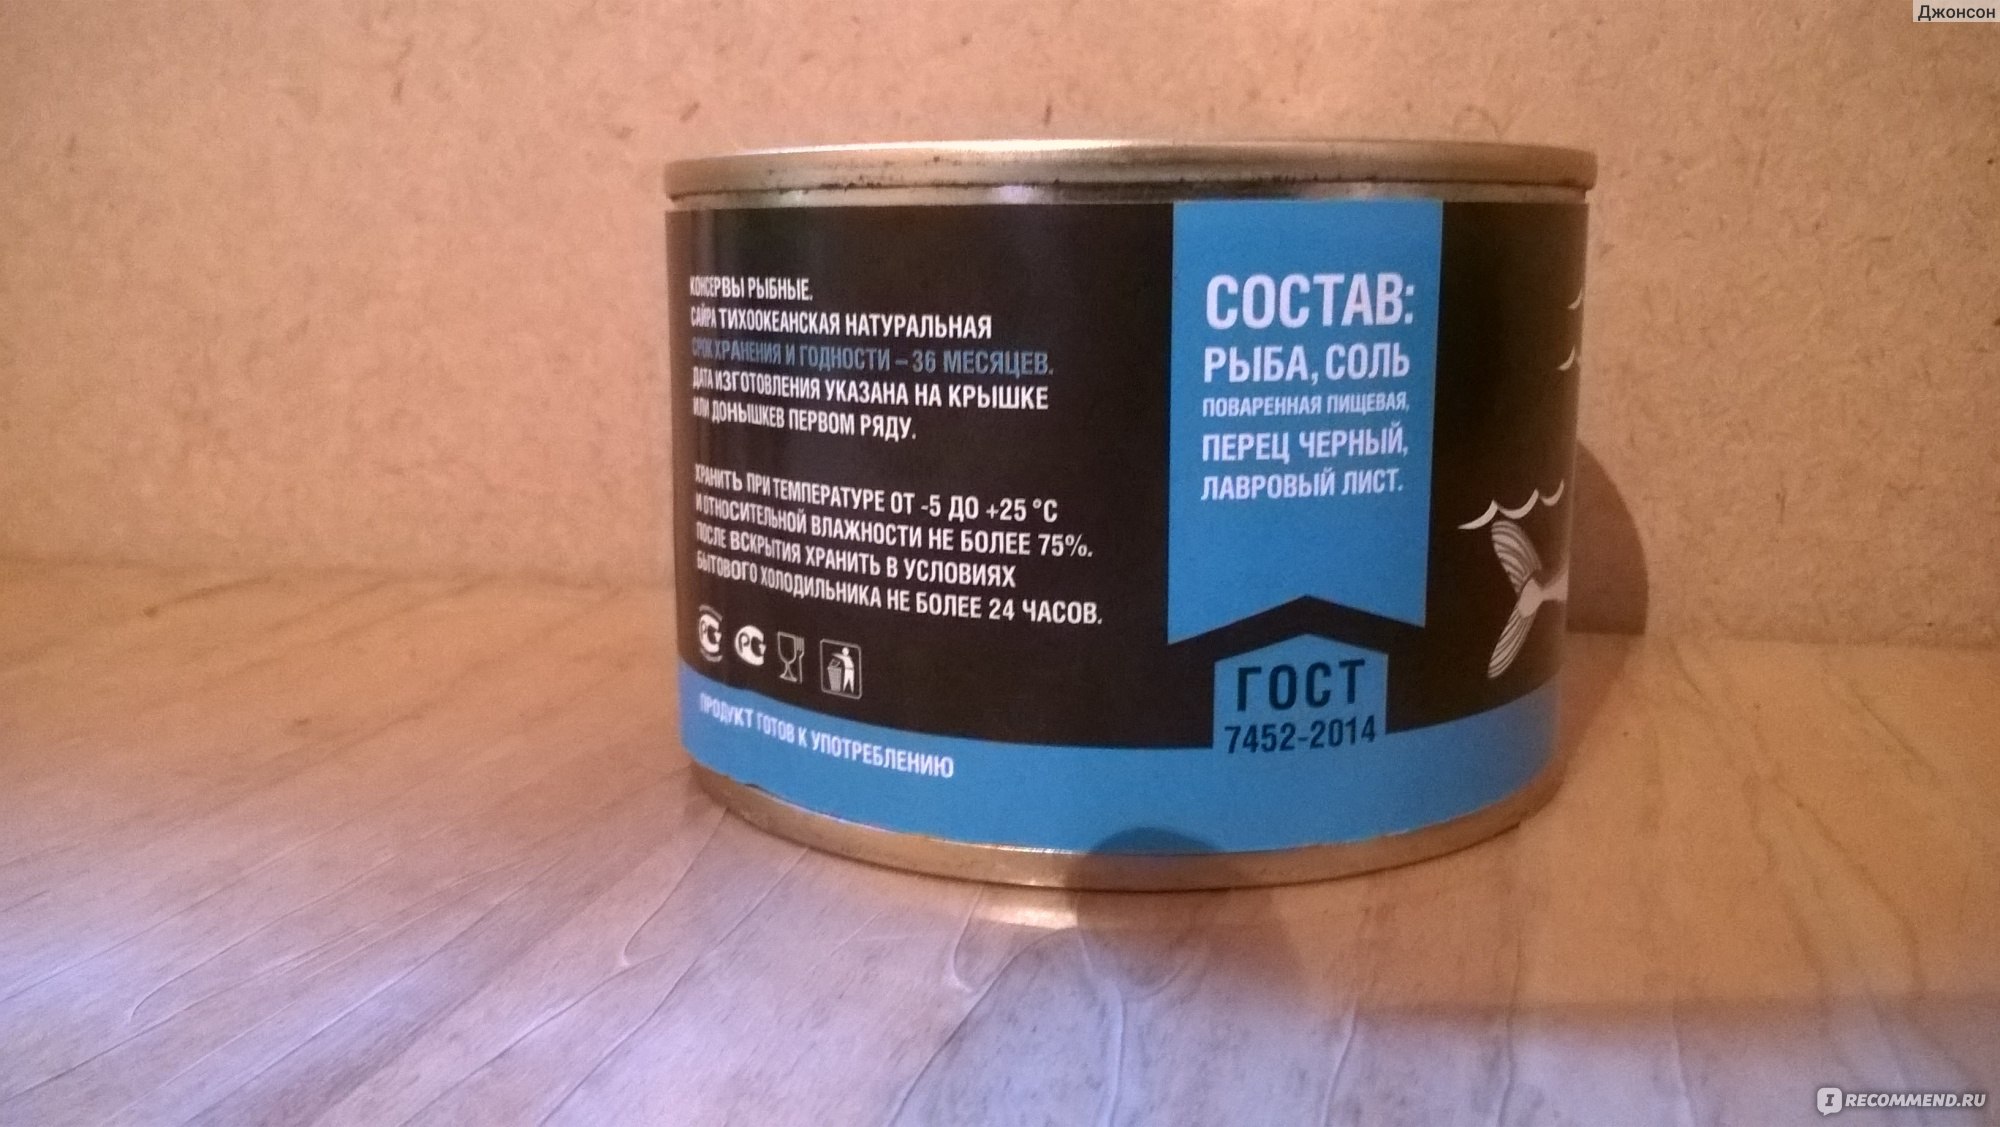 Джонсон
КОНСЕРВЫ РЫБНЫЕ.
САЙРА ТИХООКЕАНСКАЯ НАТУРАЛЬНАЯ
СРОК ХРАНЕНИЯ И ГОДНОСТИ – 36 МЕСЯЦЕВ.
ДАТА ИЗГОТОВЛЕНИЯ УКАЗАНА НА КРЫШКЕ
ИЛИ ДОНЫШКЕВ ПЕРВОМ РЯДУ.
ХРАНИТЬ ПРИ ТЕМПЕРАТУРЕ ОТ -5 ДО +25 °C
И ОТНОСИТЕЛЬНОЙ ВЛАЖНОСТИ НЕ БОЛЕЕ 75%.
ПОСЛЕ ВСКРЫТИЯ ХРАНИТЬ В УСЛОВИЯХ
БЫТОВОГО ХОЛОДИЛЬНИКА НЕ БОЛЕЕ 24 ЧАСОВ.
ПРОДУКТ ГОТОВ К УПОТРЕБЛЕНИЮ
СОСТАВ:
РЫБА, СОЛЬ
ПОВАРЕННАЯ ПИЩЕВАЯ,
ПЕРЕЦ ЧЕРНЫЙ,
ЛАВРОВЫЙ ЛИСТ.
ГОСТ
7452-2014
I RECOMMEND.RU